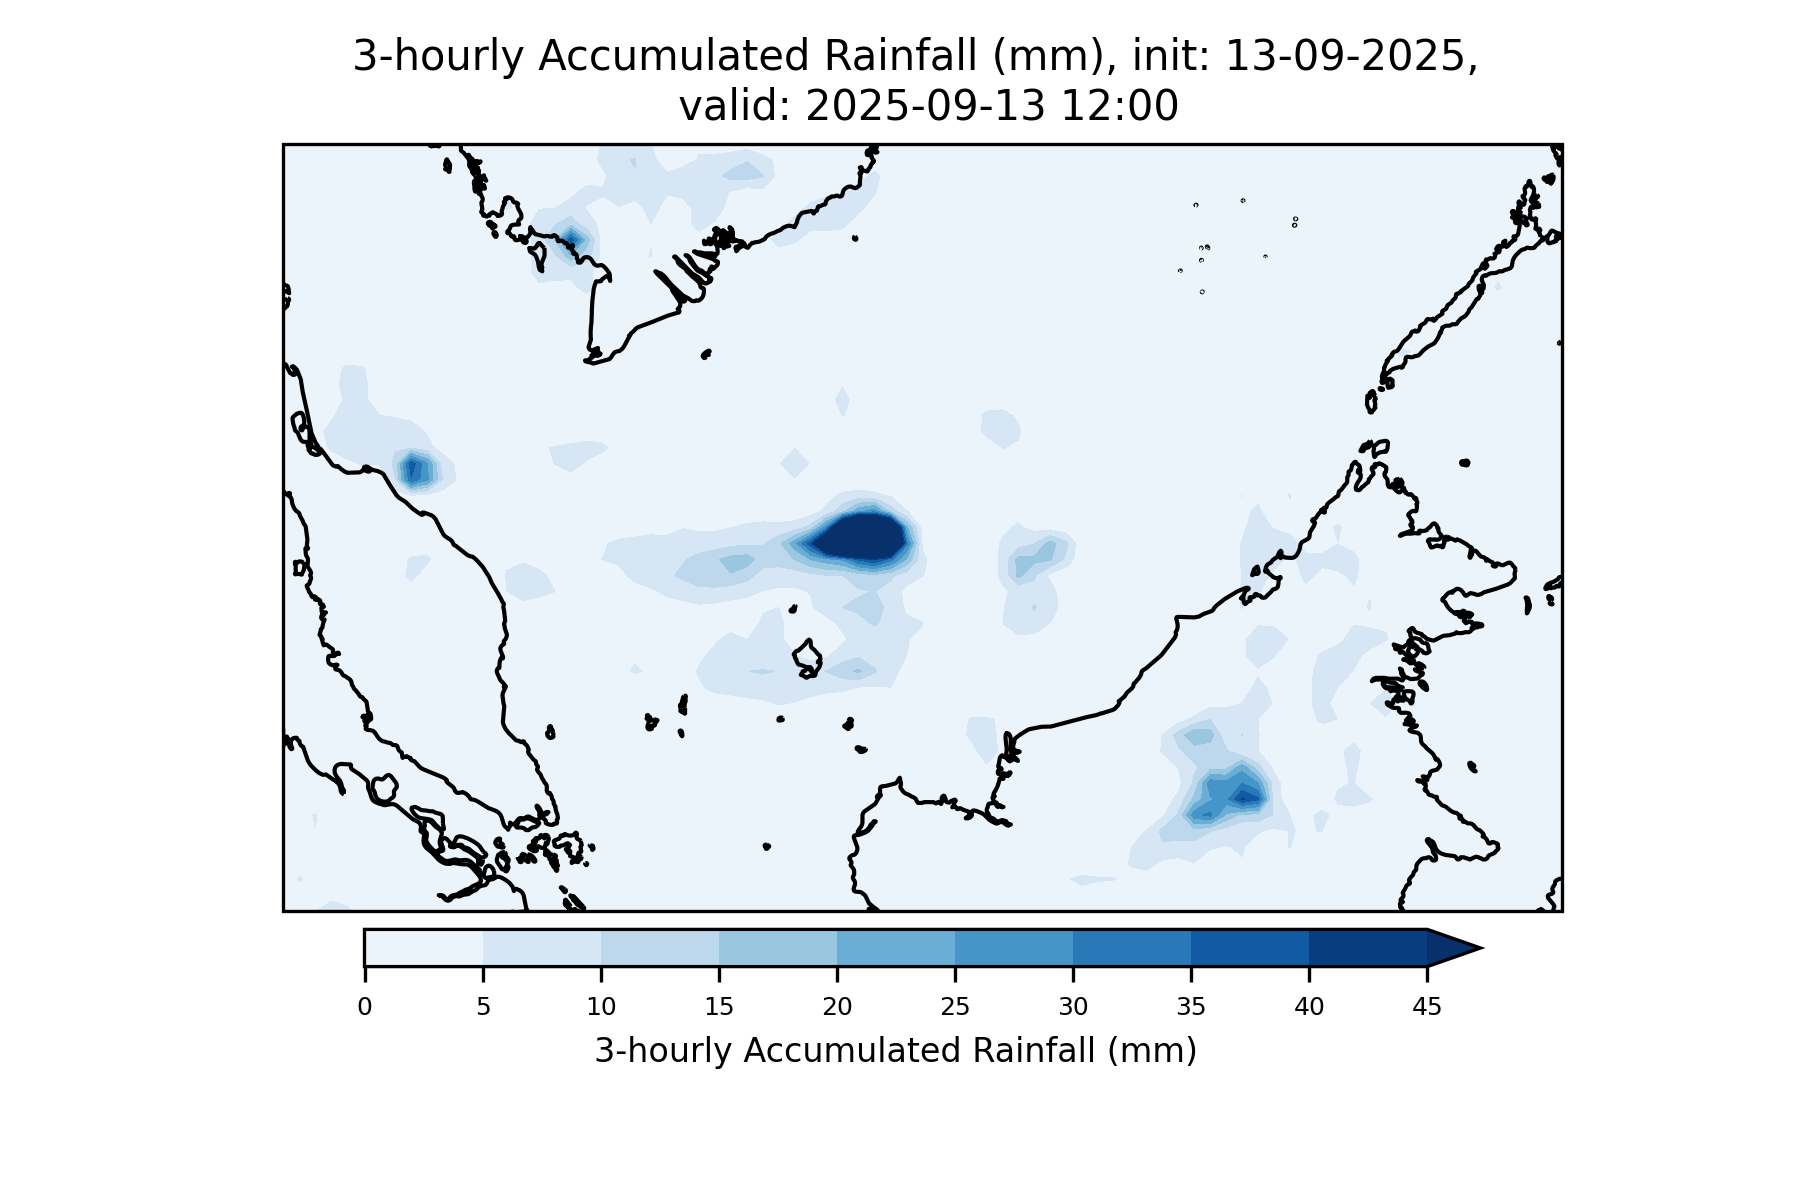 3-hourly Accumulated Rainfall (mm), init: 13-09-2025,
valid: 2025-09-13 12:00
0 5 10 15 20 25 30 35 40 45
3-hourly Accumulated Rainfall (mm)